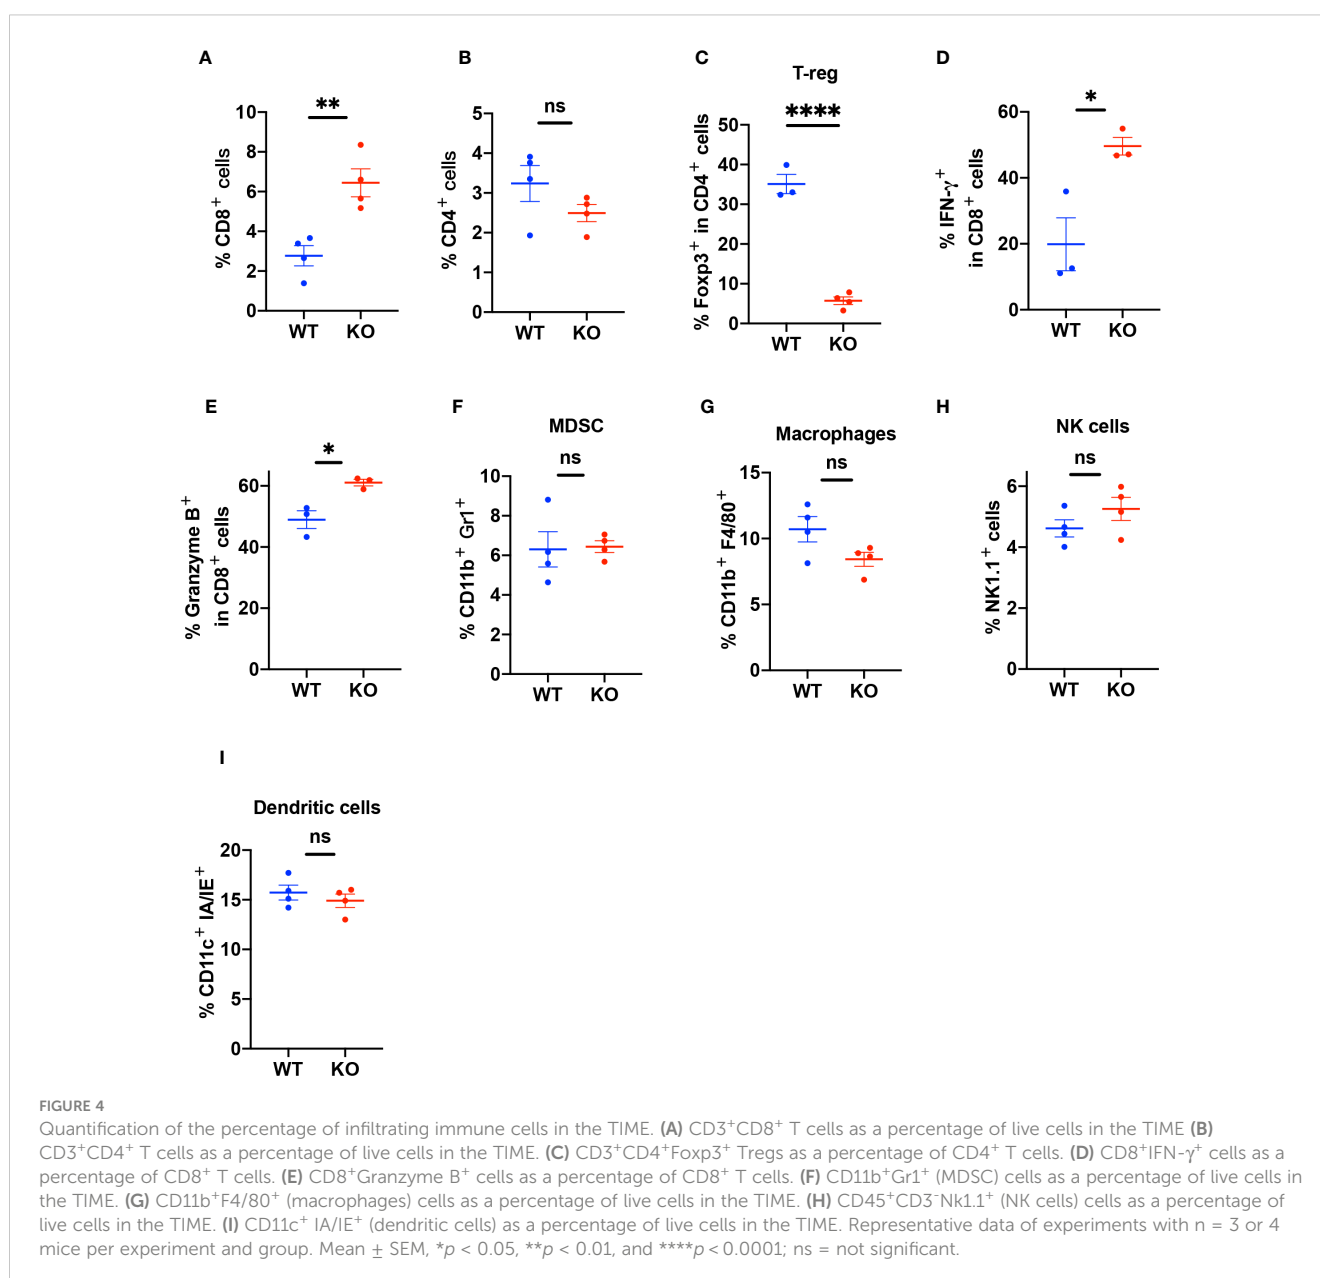 A
B
C
D
T-reg
**
ns
****
*
% CD8⁺ cells
10
8
6
4
2
0
WT KO
% CD4⁺ cells
5
4
3
2
1
0
WT KO
% Foxp3⁺ in CD4⁺ cells
50
40
30
20
10
0
WT KO
% IFN-γ⁺
in CD8⁺ cells
60
40
20
0
WT KO
E
F
G
H
MDSC
Macrophages
NK cells
*
ns
ns
ns
% Granzyme B⁺
in CD8⁺ cells
60
40
20
0
WT KO
% CD11b⁺ Gr1⁺
10
8
6
4
2
0
WT KO
% CD11b⁺ F4/80⁺
15
10
5
0
WT KO
% NK1.1⁺ cells
6
4
2
0
WT KO
I
Dendritic cells
ns
% CD11c⁺ IA/IE⁺
20
15
10
5
0
WT KO
FIGURE 4
Quantification of the percentage of infiltrating immune cells in the TIME. (A) CD3⁺CD8⁺ T cells as a percentage of live cells in the TIME (B)
CD3⁺CD4⁺ T cells as a percentage of live cells in the TIME. (C) CD3⁺CD4⁺Foxp3⁺ Tregs as a percentage of CD4⁺ T cells. (D) CD8⁺IFN-γ⁺ cells as a
percentage of CD8⁺ T cells. (E) CD8⁺Granzyme B⁺ cells as a percentage of CD8⁺ T cells. (F) CD11b⁺Gr1⁺ (MDSC) cells as a percentage of live cells in
the TIME. (G) CD11b⁺F4/80⁺ (macrophages) cells as a percentage of live cells in the TIME. (H) CD45⁺CD3⁻Nk1.1⁺ (NK cells) cells as a percentage of
live cells in the TIME. (I) CD11c⁺ IA/IE⁺ (dendritic cells) as a percentage of live cells in the TIME. Representative data of experiments with n = 3 or 4
mice per experiment and group. Mean ± SEM, *p < 0.05, **p < 0.01, and ****p < 0.0001; ns = not significant.